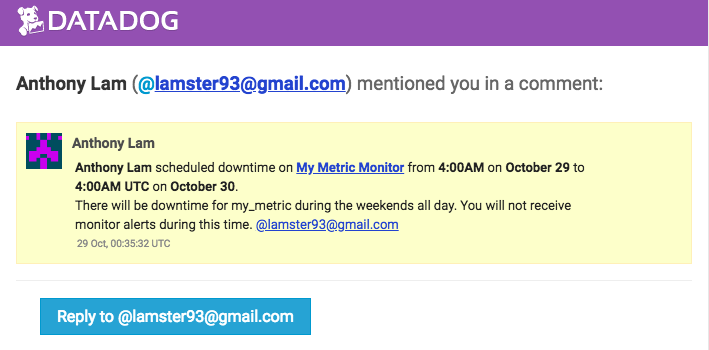 DATADOG
Anthony Lam (@lamster93@gmail.com) mentioned you in a comment:
Anthony Lam
Anthony Lam scheduled downtime on My Metric Monitor from 4:00AM on October 29 to
4:00AM UTC on October 30.
There will be downtime for my_metric during the weekends all day. You will not receive
monitor alerts during this time. @lamster93@gmail.com
29 Oct, 00:35:32 UTC
Reply to @lamster93@gmail.com